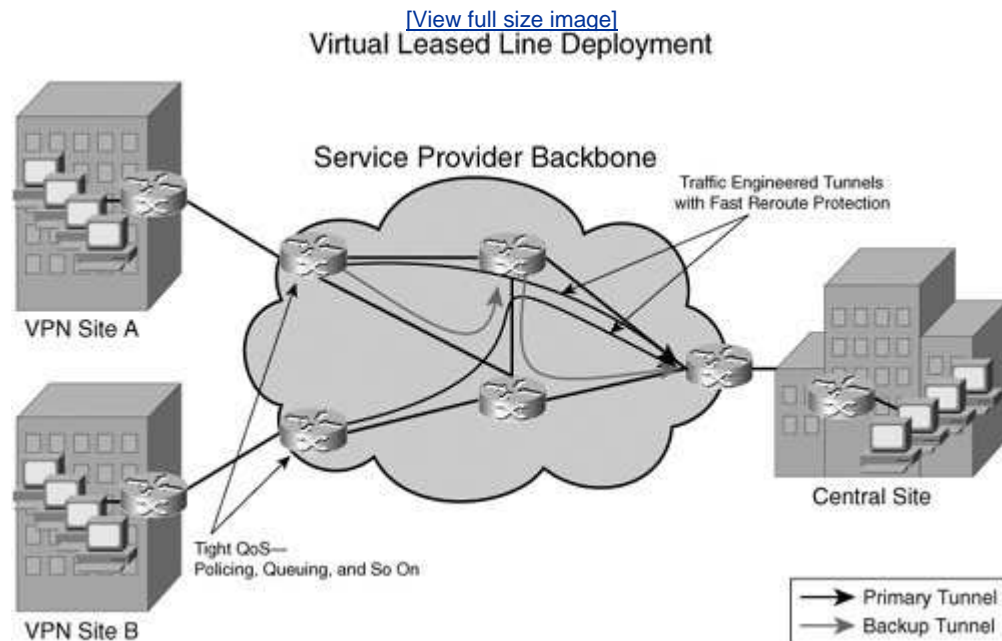 [View full size image]
Virtual Leased Line Deployment
Service Provider Backbone
Traffic Engineered Tunnels
with Fast Reroute Protection
VPN Site A
Central Site
Tight QoS—
Policing, Queuing, and So On
VPN Site B
Primary Tunnel
Backup Tunnel